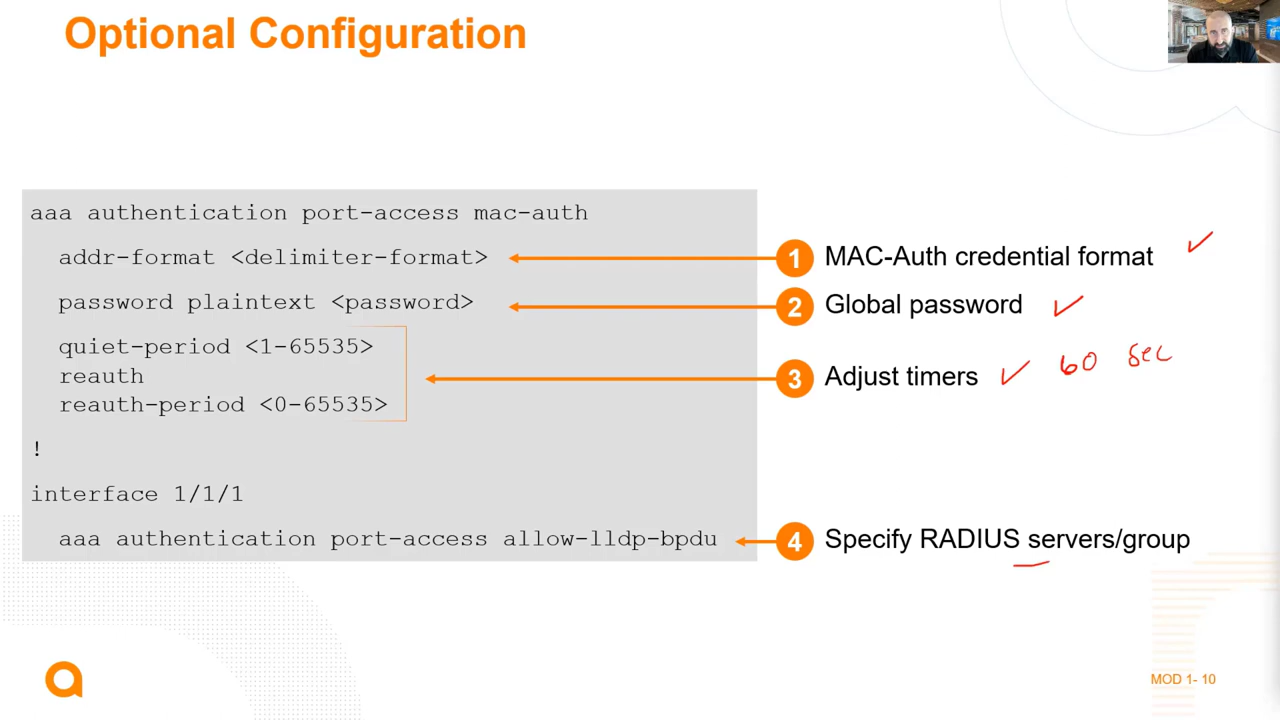 Optional Configuration
aaa authentication port-access mac-auth
addr-format <delimiter-format>
1 MAC-Auth credential format
password plaintext <password>
2 Global password
quiet-period <1-65535>
reauth
reauth-period <0-65535>
3 Adjust timers 60 sec
!
interface 1/1/1
aaa authentication port-access allow-lldp-bpdu
4 Specify RADIUS servers/group
MOD 1- 10